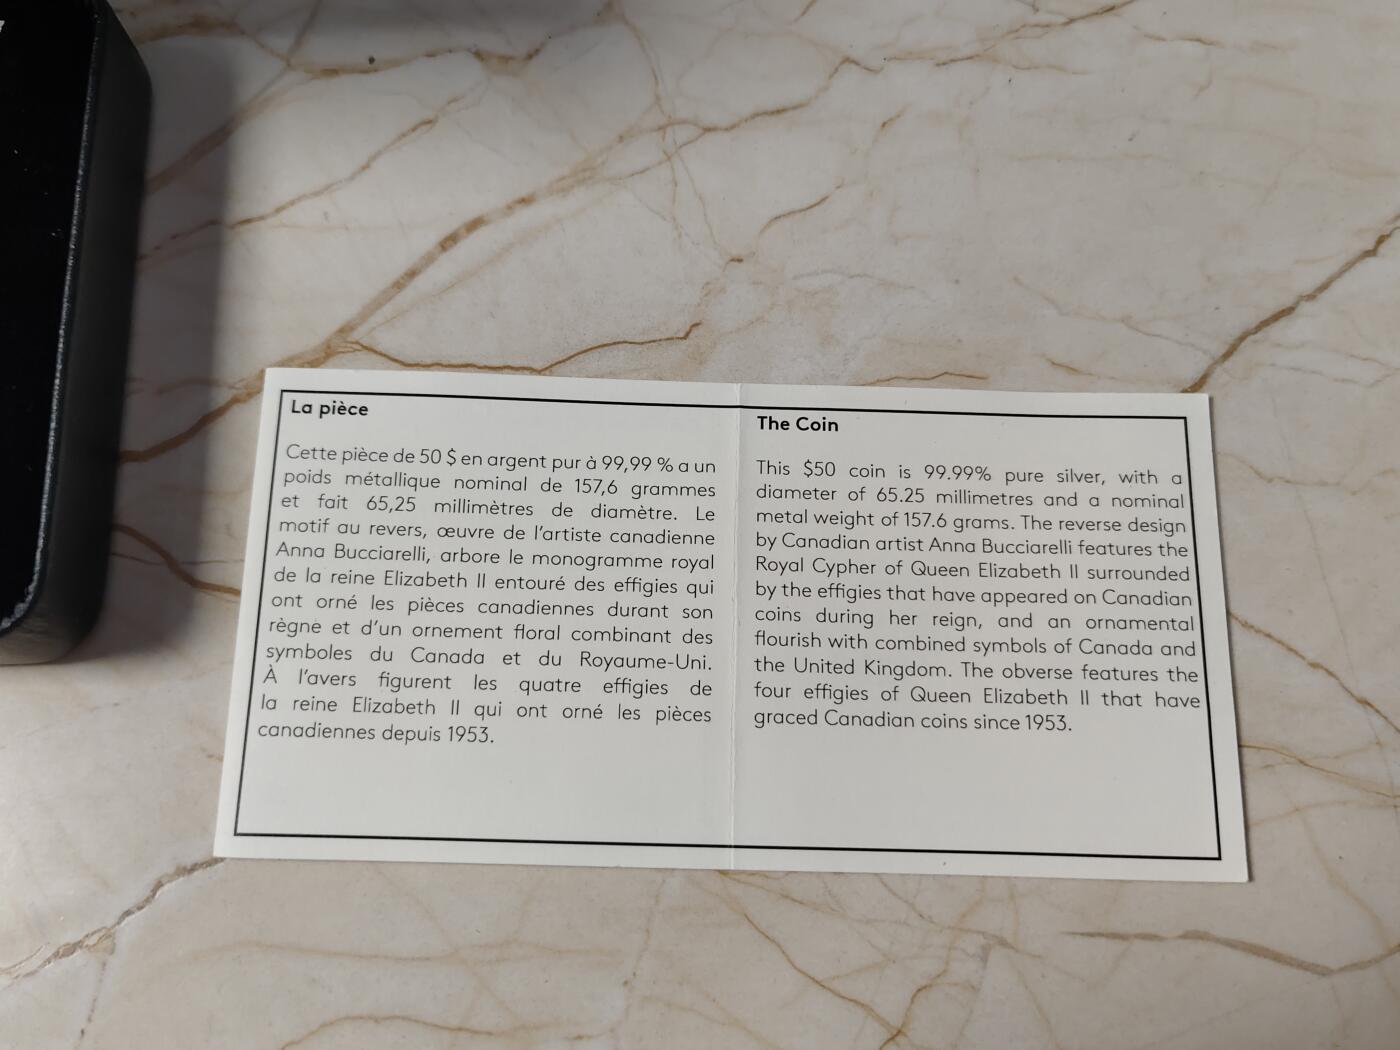 La pièce
Cette pièce de 50 $ en argent pur à 99,99 % a un
poids métallique nominal de 157,6 grammes
et fait 65,25 millimètres de diamètre. Le
motif au revers, œuvre de l'artiste canadienne
Anna Bucciarelli, arbore le monogramme royal
de la reine Elizabeth II entouré des effigies qui
ont orné les pièces canadiennes durant son
règne et d'un ornement floral combinant des
symboles du Canada et du Royaume-Uni.
À l'avers figurent les quatre effigies de
la reine Elizabeth II qui ont orné les pièces
canadiennes depuis 1953.
The Coin
This $50 coin is 99.99% pure silver, with a
diameter of 65.25 millimetres and a nominal
metal weight of 157.6 grams. The reverse design
by Canadian artist Anna Bucciarelli features the
Royal Cypher of Queen Elizabeth II surrounded
by the effigies that have appeared on Canadian
coins during her reign, and an ornamental
flourish with combined symbols of Canada and
the United Kingdom. The obverse features the
four effigies of Queen Elizabeth II that have
graced Canadian coins since 1953.